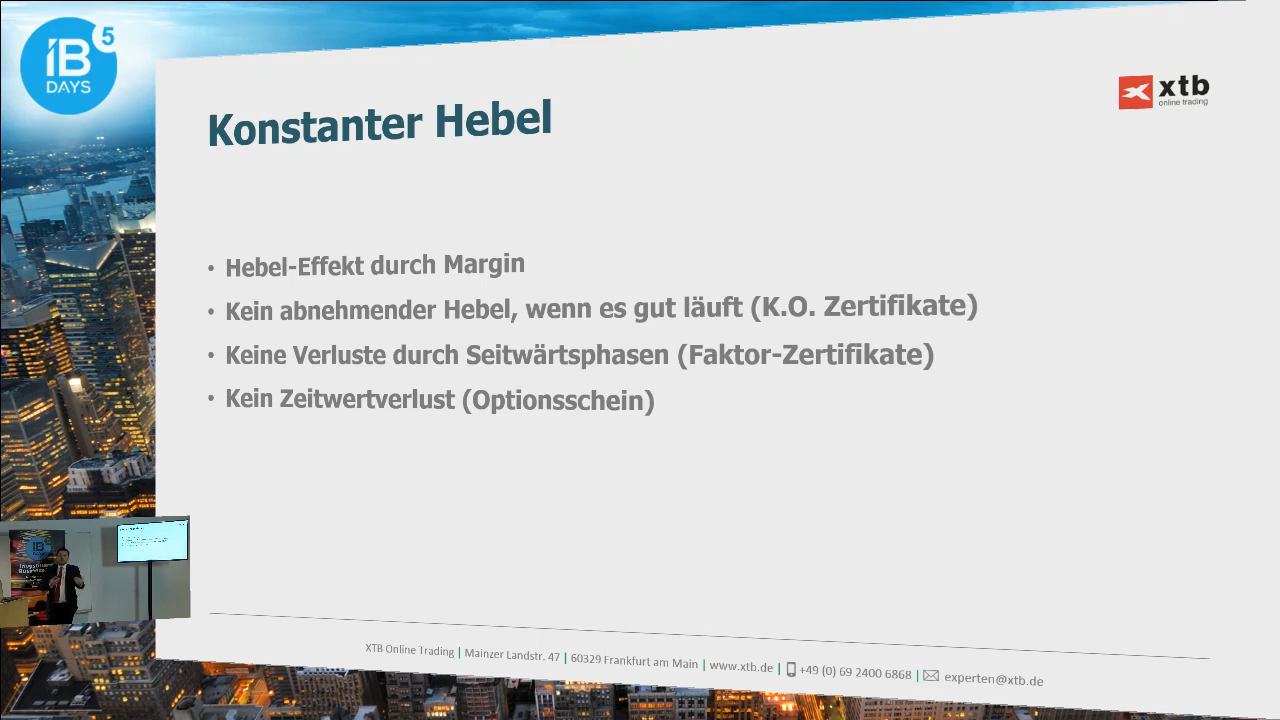 5
iB
DAYS
xtb
online trading
Konstanter Hebel
• Hebel-Effekt durch Margin
• Kein abnehmender Hebel, wenn es gut läuft (K.O. Zertifikate)
• Keine Verluste durch Seitwärtsphasen (Faktor-Zertifikate)
• Kein Zeitwertverlust (Optionsschein)
iB
DAYS
XTB Online Trading | Mainzer Landstr. 47 | 60329 Frankfurt am Main | www.xtb.de | +49 (0) 69 2400 6868 | experten@xtb.de